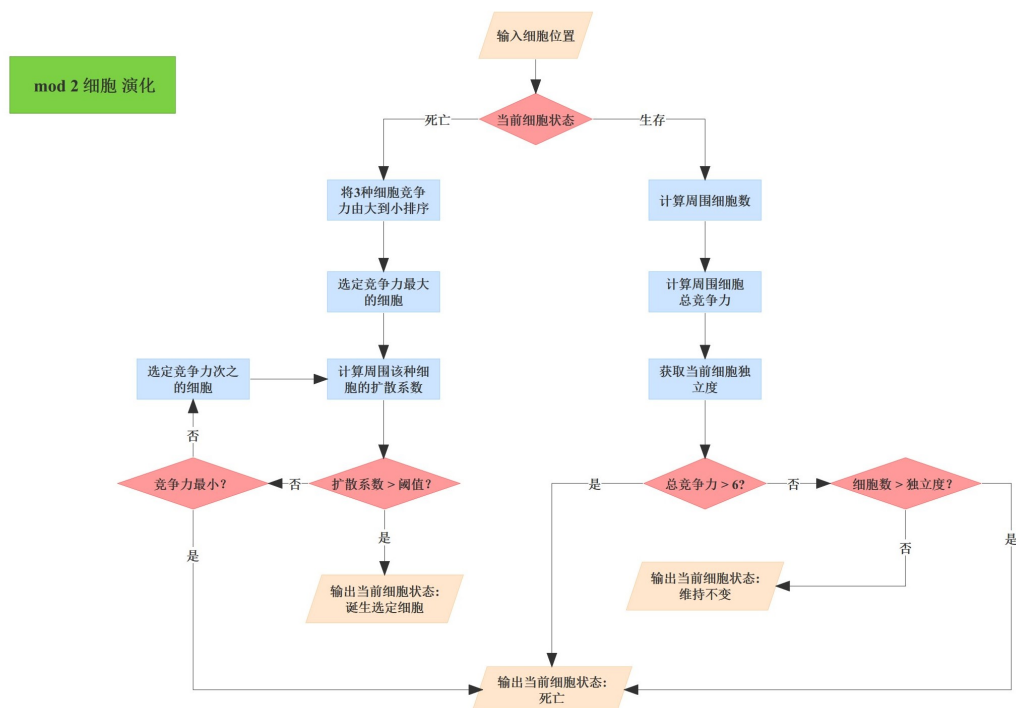 输入细胞位置
mod 2 细胞 演化
当前细胞状态
死亡
生存
将3种细胞竞争
力由大到小排序
计算周围细胞数
选定竞争力最大
的细胞
计算周围细胞
总竞争力
选定竞争力次之
的细胞
计算周围该种细
胞的扩散系数
获取当前细胞独
立度
否
竞争力最小？
否
扩散系数 > 阈值？
是
总竞争力 > 6?
否
细胞数 > 独立度？
是
是
否
是
输出当前细胞状态：
诞生选定细胞
输出当前细胞状态：
维持不变
输出当前细胞状态：
死亡